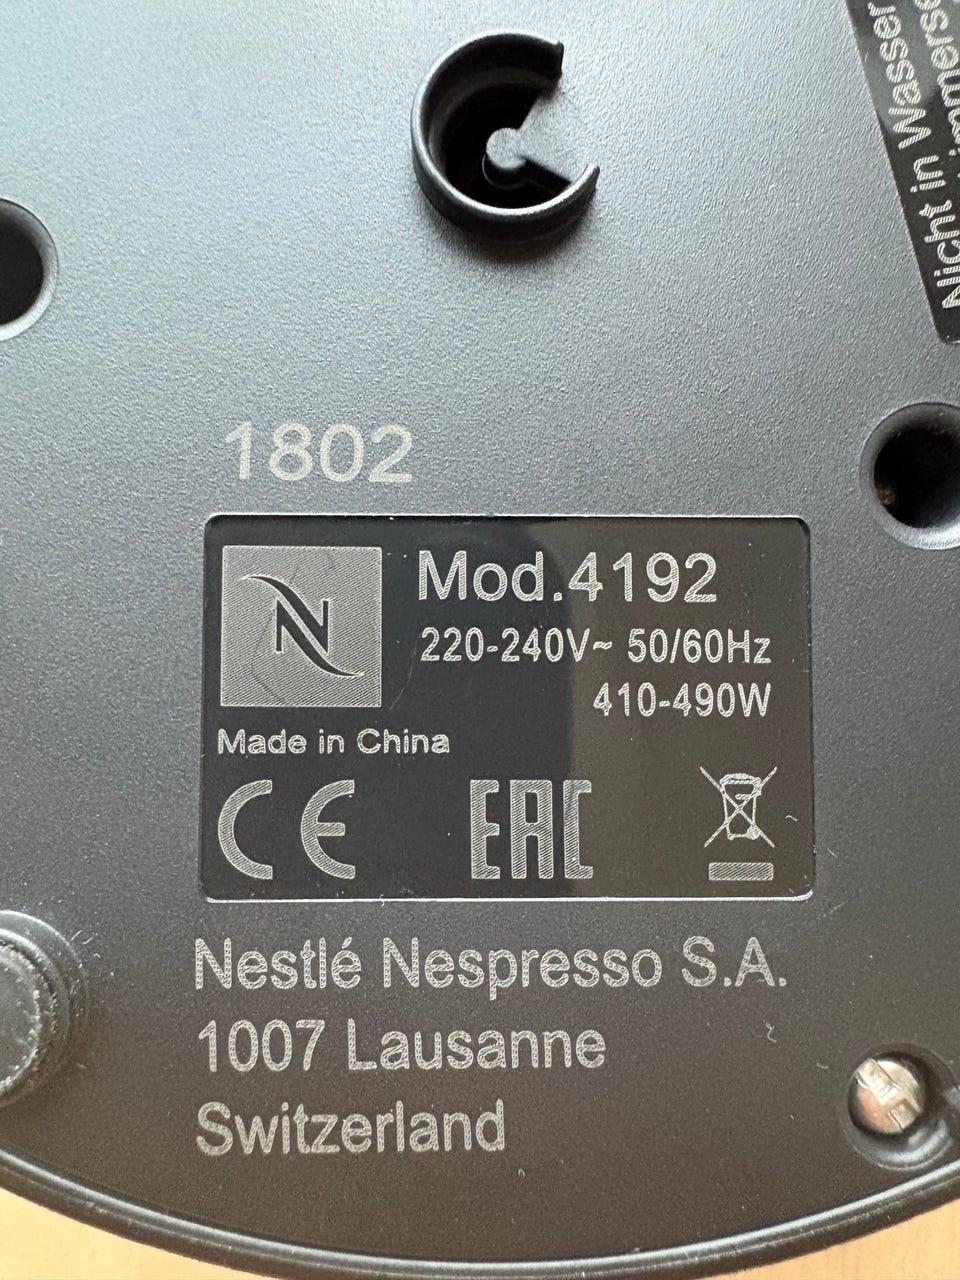 Nicht in Wasser
1802
N
Mod.4192
220-240V~ 50/60Hz
410-490W
Made in China
CE EAC
Nestlé Nespresso S.A.
1007 Lausanne
Switzerland